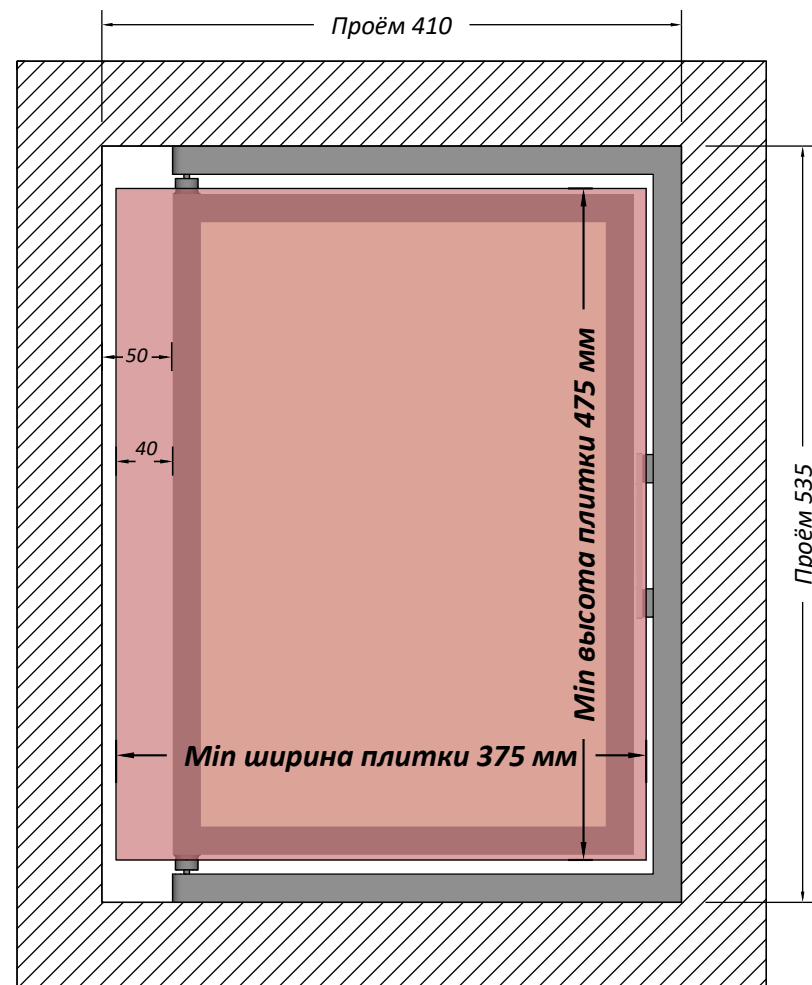 Проём 410
50
40
Min высота плитки 475 мм
Проём 535
Min ширина плитки 375 мм